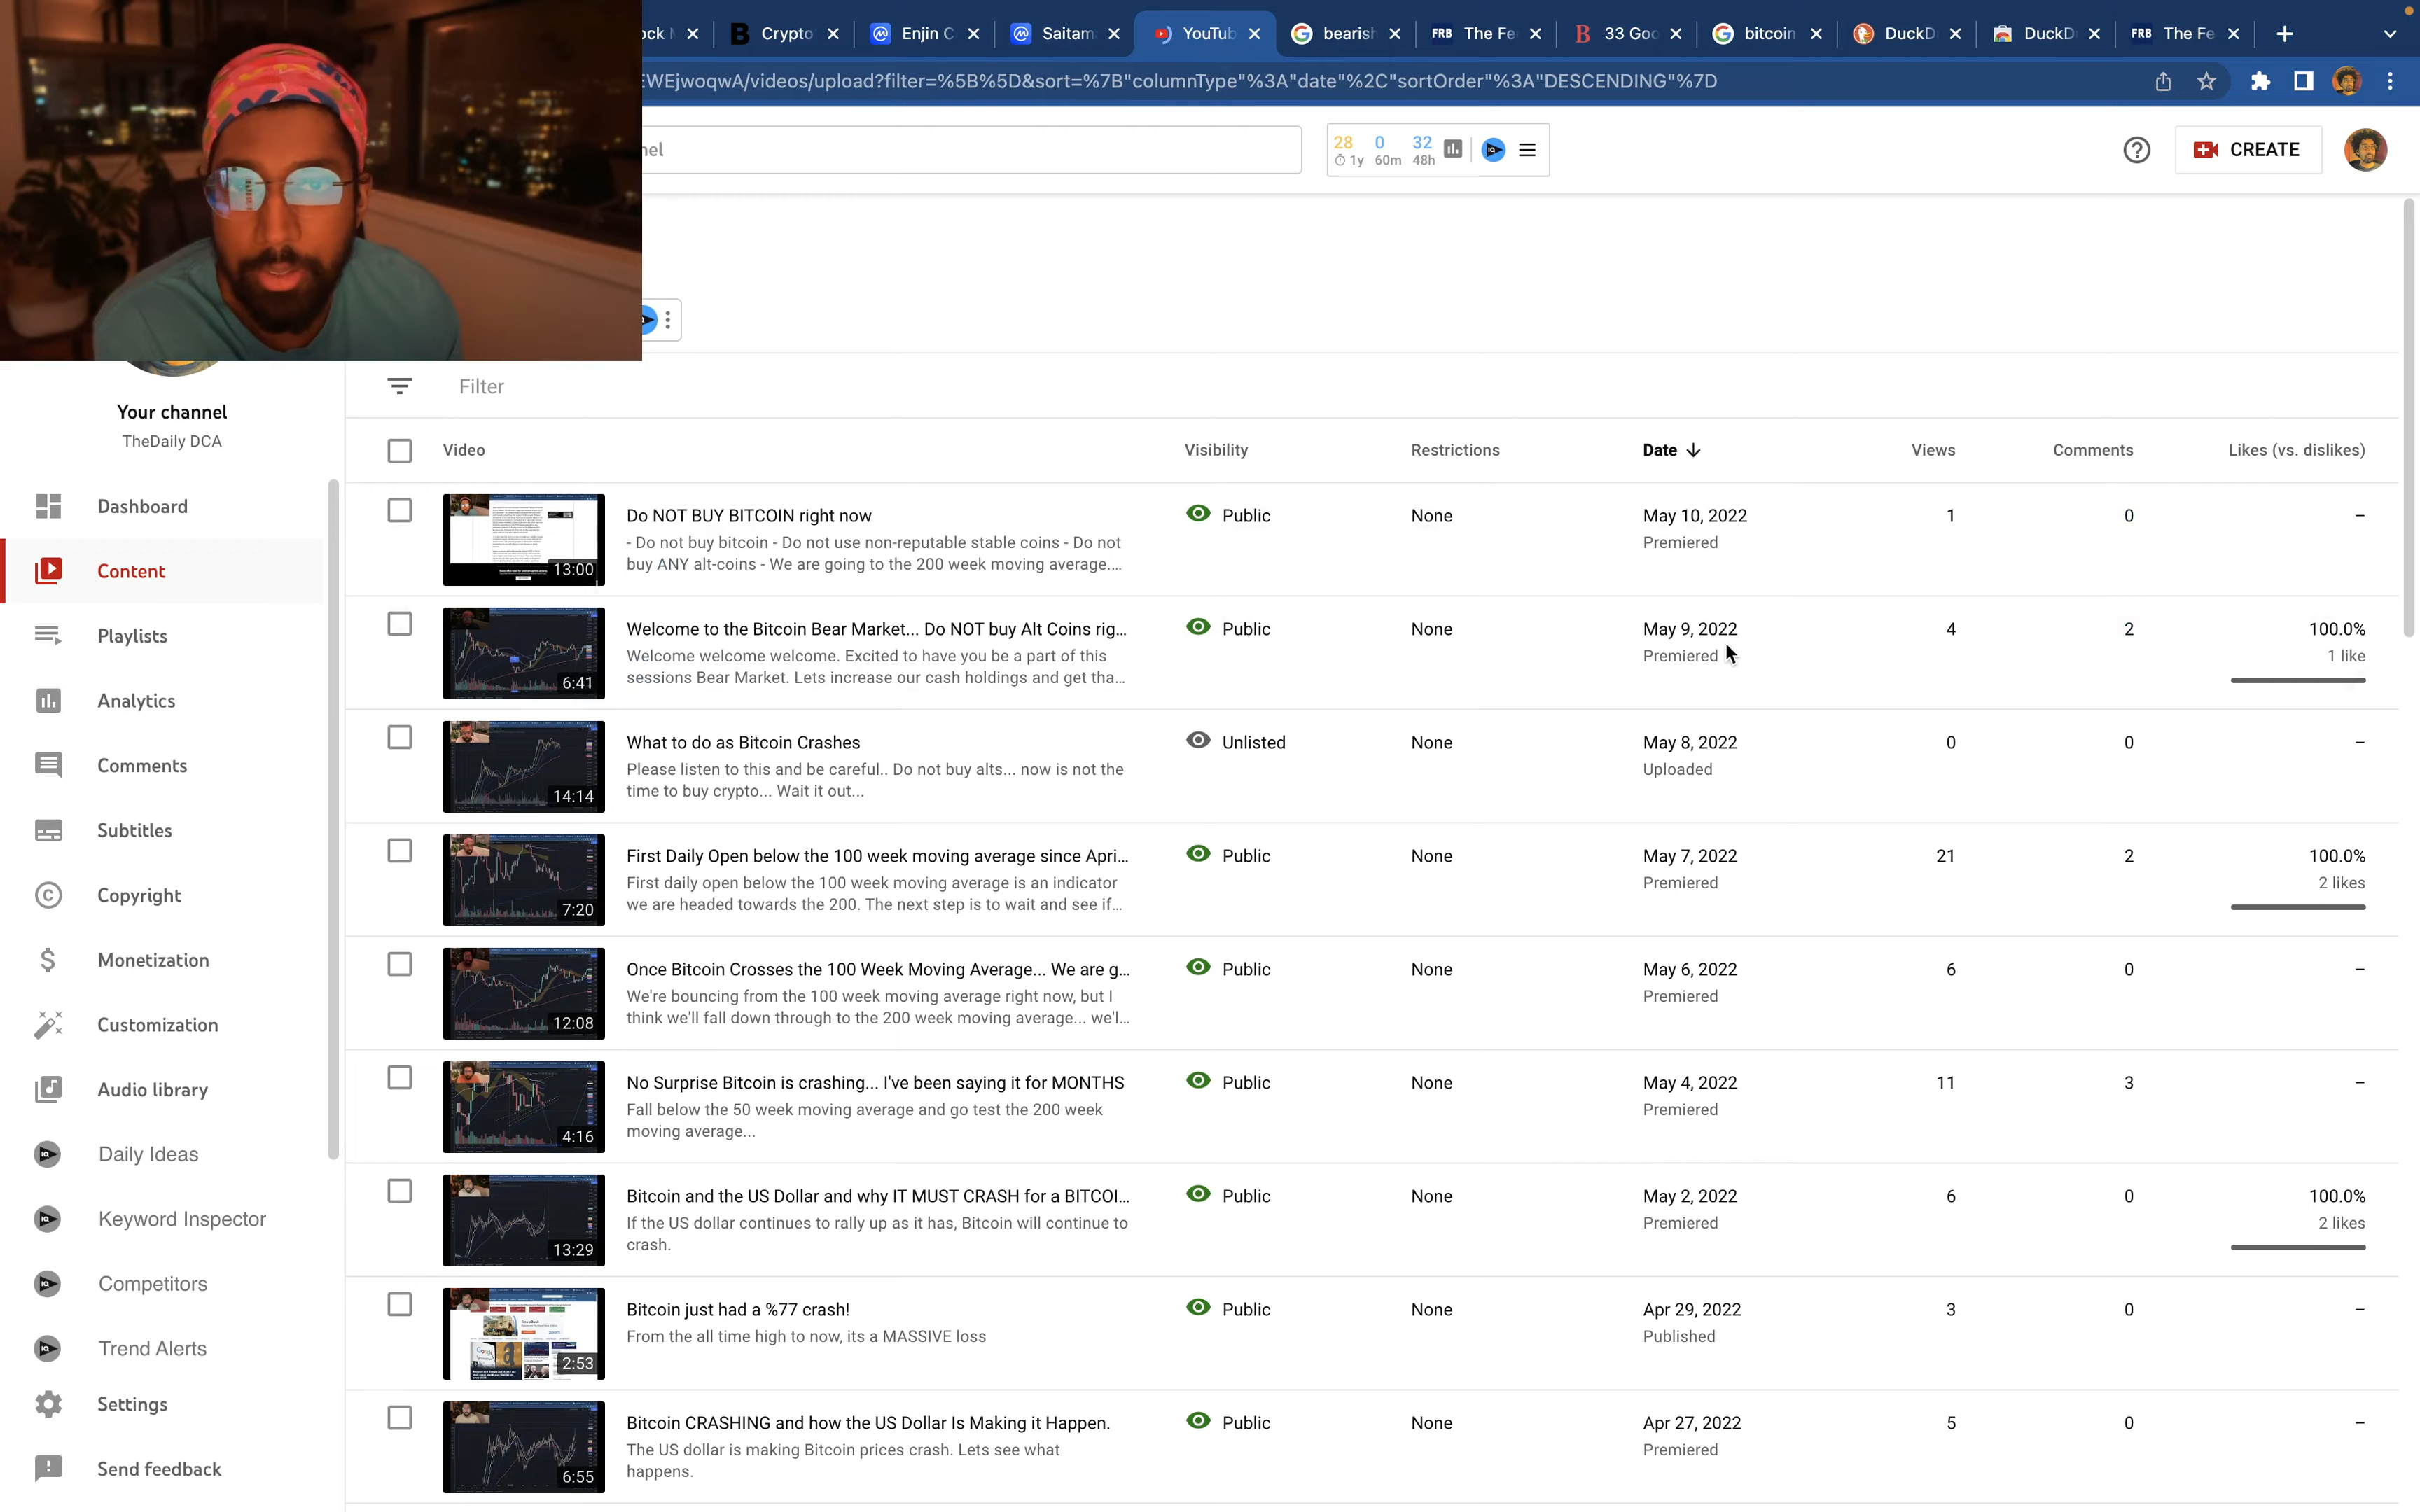 ock M
Crypto
Enjin C
Saitam
YouTub
bearish
FRB The Fe
B 33 Goo
bitcoin
DuckD
DuckD
FRB The Fe
EWEjwoqwA/videos/upload?filter=%5B%5D&sort=%7B"columnType"%3A"date"%2C"sortOrder"%3A"DESCENDING"%7D
nel
28 0 32
1y 60m 48h
CREATE
Your channel
TheDaily DCA
Dashboard
Content
Playlists
Analytics
Comments
Subtitles
Copyright
Monetization
Customization
Audio library
Daily Ideas
Keyword Inspector
Competitors
Trend Alerts
Settings
Send feedback
Filter
Video Visibility Restrictions Date Views Comments Likes (vs. dislikes)
13:00
Do NOT BUY BITCOIN right now Public None May 10, 2022 1 0 –
- Do not buy bitcoin - Do not use non-reputable stable coins - Do not Premiered
buy ANY alt-coins - We are going to the 200 week moving average....
6:41
Welcome to the Bitcoin Bear Market... Do NOT buy Alt Coins rig... Public None May 9, 2022 4 2 100.0%
Welcome welcome welcome. Excited to have you be a part of this Premiered 1 like
sessions Bear Market. Lets increase our cash holdings and get tha...
14:14
What to do as Bitcoin Crashes Unlisted None May 8, 2022 0 0 –
Please listen to this and be careful.. Do not buy alts... now is not the Uploaded
time to buy crypto... Wait it out...
7:20
First Daily Open below the 100 week moving average since Apri... Public None May 7, 2022 21 2 100.0%
First daily open below the 100 week moving average is an indicator Premiered 2 likes
we are headed towards the 200. The next step is to wait and see if...
12:08
Once Bitcoin Crosses the 100 Week Moving Average... We are g... Public None May 6, 2022 6 0 –
We're bouncing from the 100 week moving average right now, but I Premiered
think we'll fall down through to the 200 week moving average... we'l...
4:16
No Surprise Bitcoin is crashing... I've been saying it for MONTHS Public None May 4, 2022 11 3 –
Fall below the 50 week moving average and go test the 200 week Premiered
moving average...
13:29
Bitcoin and the US Dollar and why IT MUST CRASH for a BITCOI... Public None May 2, 2022 6 0 100.0%
If the US dollar continues to rally up as it has, Bitcoin will continue to Premiered 2 likes
crash.
2:53
Bitcoin just had a %77 crash! Public None Apr 29, 2022 3 0 –
From the all time high to now, its a MASSIVE loss Published
6:55
Bitcoin CRASHING and how the US Dollar Is Making it Happen. Public None Apr 27, 2022 5 0 –
The US dollar is making Bitcoin prices crash. Lets see what Premiered
happens.